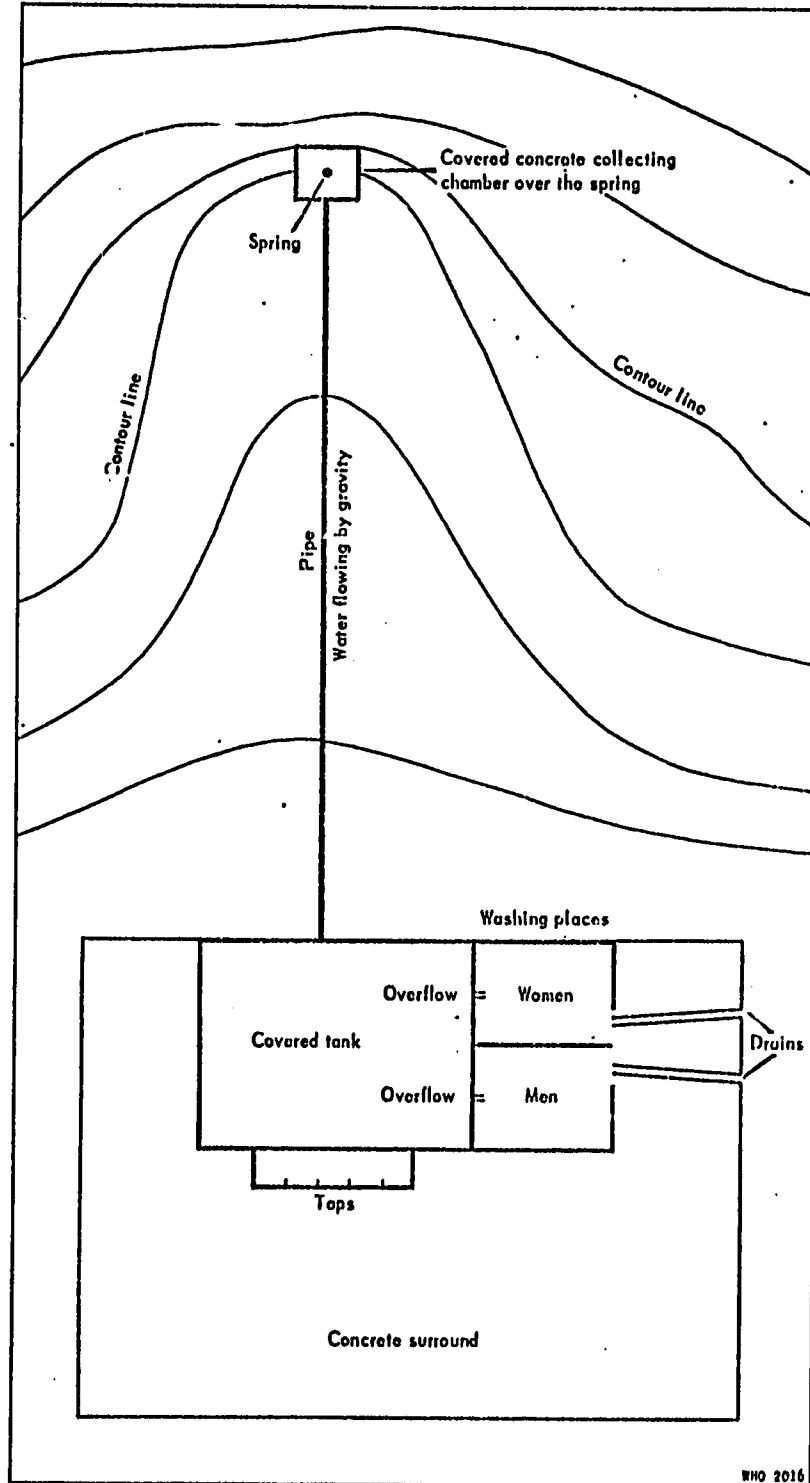 Covered concrete collecting
chamber over the spring
Spring
Contour line
Contour line
Pipe
Water flowing by gravity
Washing places
Overflow
Women
Covered tank
Drains
Overflow
Men
Taps
Concrete surround
WHO 2016